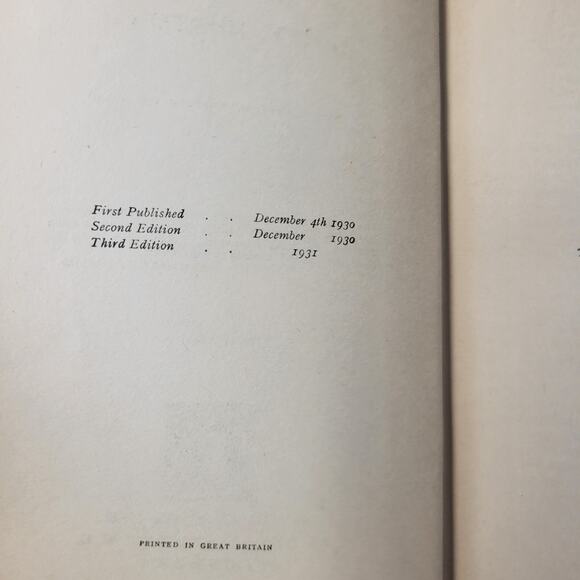 First Published . . December 4th 1930
Second Edition . . December 1930
Third Edition . . 1931
PRINTED IN GREAT BRITAIN